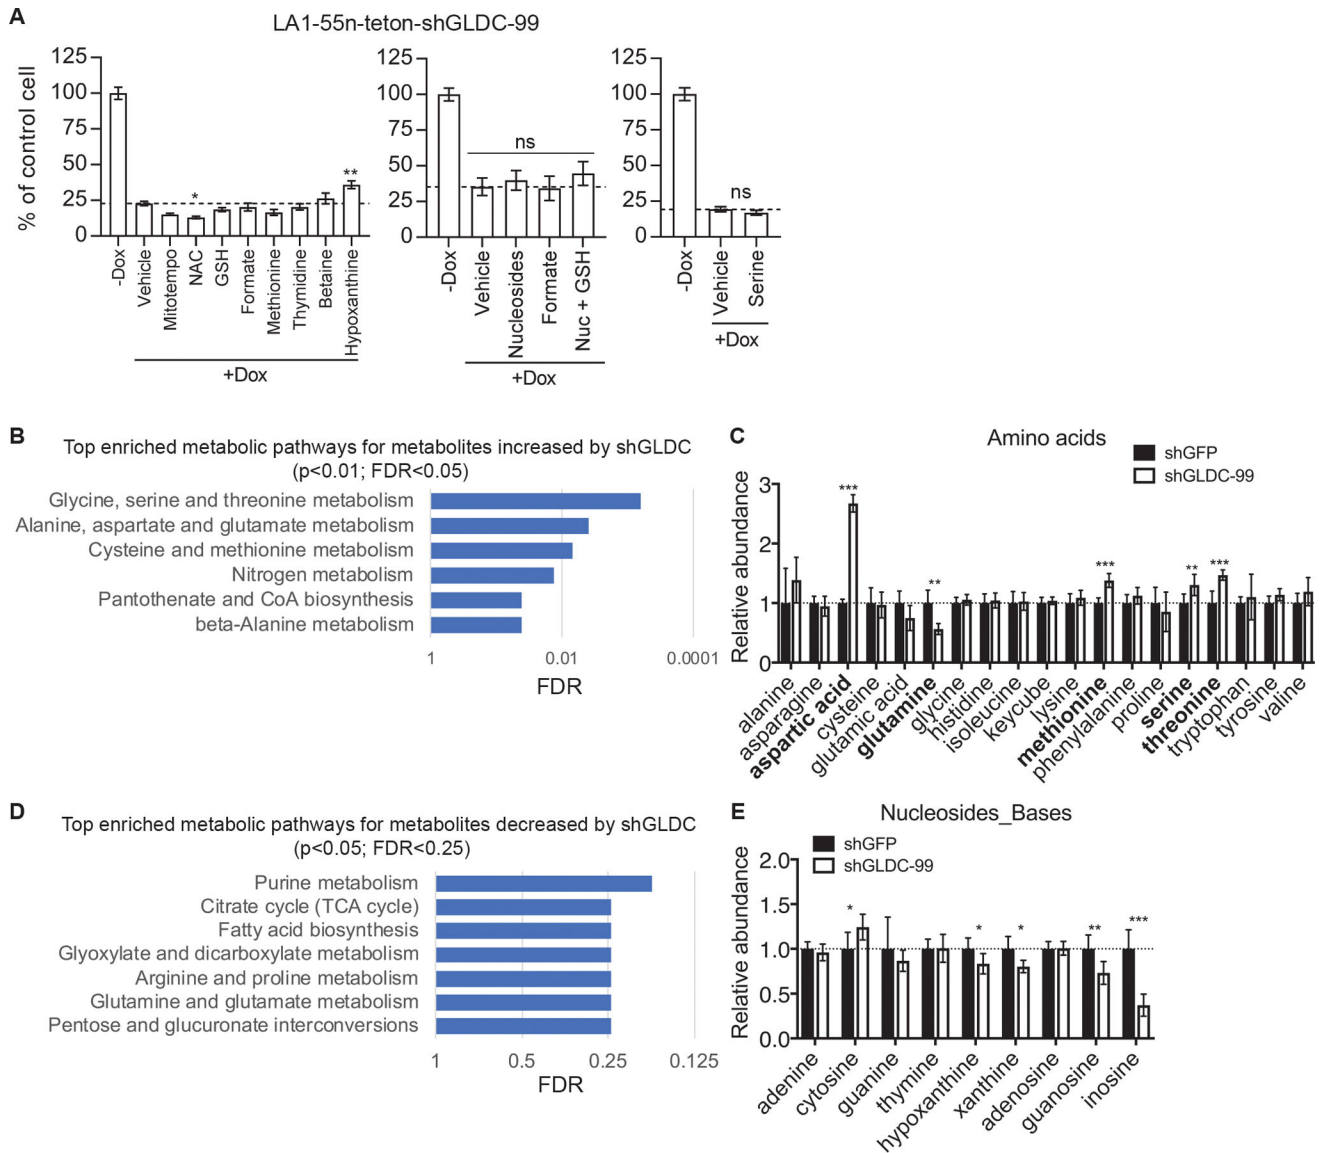 A
LA1-55n-teton-shGLDC-99
% of control cell
125
100
75
50
25
0
*
**
-Dox
Vehicle
Mitotempo
NAC
GSH
Formate
Methionine
Thymidine
Betaine
Hypoxanthine
+Dox
125
100
75
50
25
0
ns
-Dox
Vehicle
Nucleosides
Formate
Nuc + GSH
+Dox
125
100
75
50
25
0
ns
-Dox
Vehicle
Serine
+Dox
B
Top enriched metabolic pathways for metabolites increased by shGLDC
(p<0.01; FDR<0.05)
Glycine, serine and threonine metabolism
Alanine, aspartate and glutamate metabolism
Cysteine and methionine metabolism
Nitrogen metabolism
Pantothenate and CoA biosynthesis
beta-Alanine metabolism
1 0.01 0.0001
FDR
C
Amino acids
shGFP
shGLDC-99
Relative abundance
3
2
1
0
***
**
***
**
***
alanine
asparagine
aspartic acid
cysteine
glutamic acid
glutamine
glycine
histidine
isoleucine
keycube
lysine
methionine
phenylalanine
proline
serine
threonine
tryptophan
tyrosine
valine
D
Top enriched metabolic pathways for metabolites decreased by shGLDC
(p<0.05; FDR<0.25)
Purine metabolism
Citrate cycle (TCA cycle)
Fatty acid biosynthesis
Glyoxylate and dicarboxylate metabolism
Arginine and proline metabolism
Glutamine and glutamate metabolism
Pentose and glucuronate interconversions
1 0.5 0.25 0.125
FDR
E
Nucleosides_Bases
shGFP
shGLDC-99
Relative abundance
2.0
1.5
1.0
0.5
0.0
*
*
*
**
***
adenine
cytosine
guanine
thymine
hypoxanthine
xanthine
adenosine
guanosine
inosine